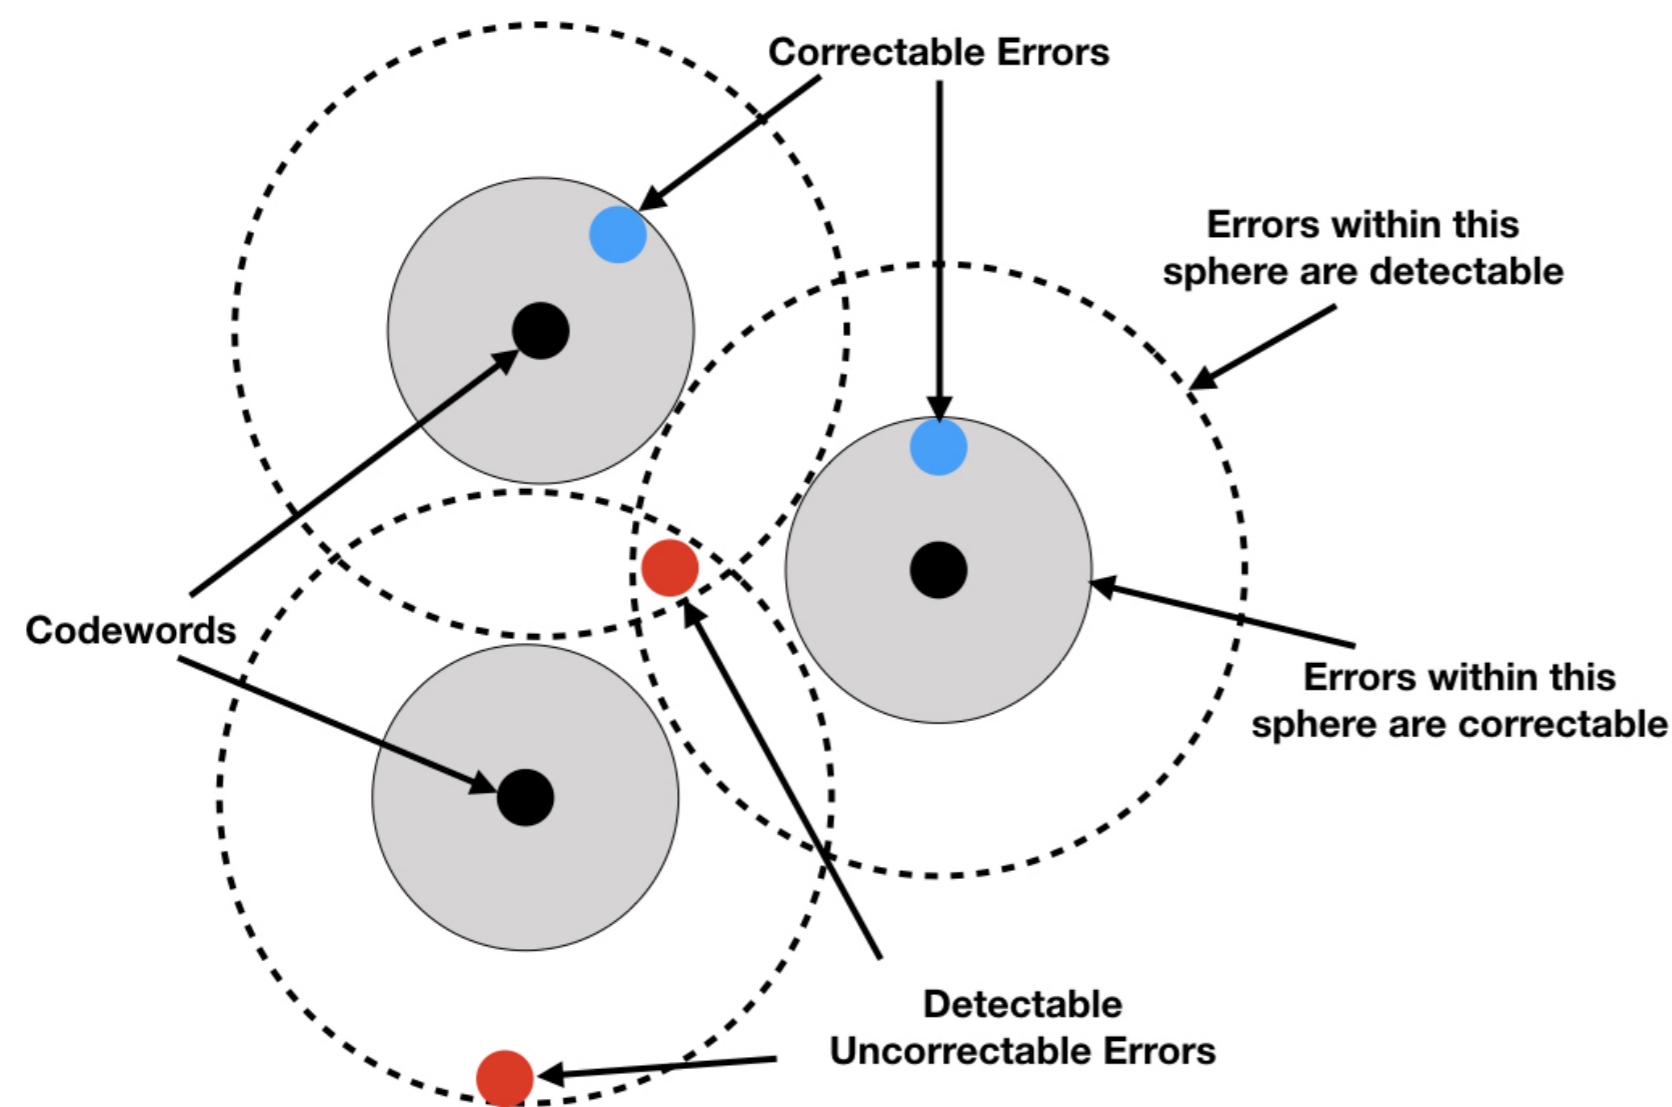 Correctable Errors
Errors within this
sphere are detectable
Codewords
Errors within this
sphere are correctable
Detectable
Uncorrectable Errors